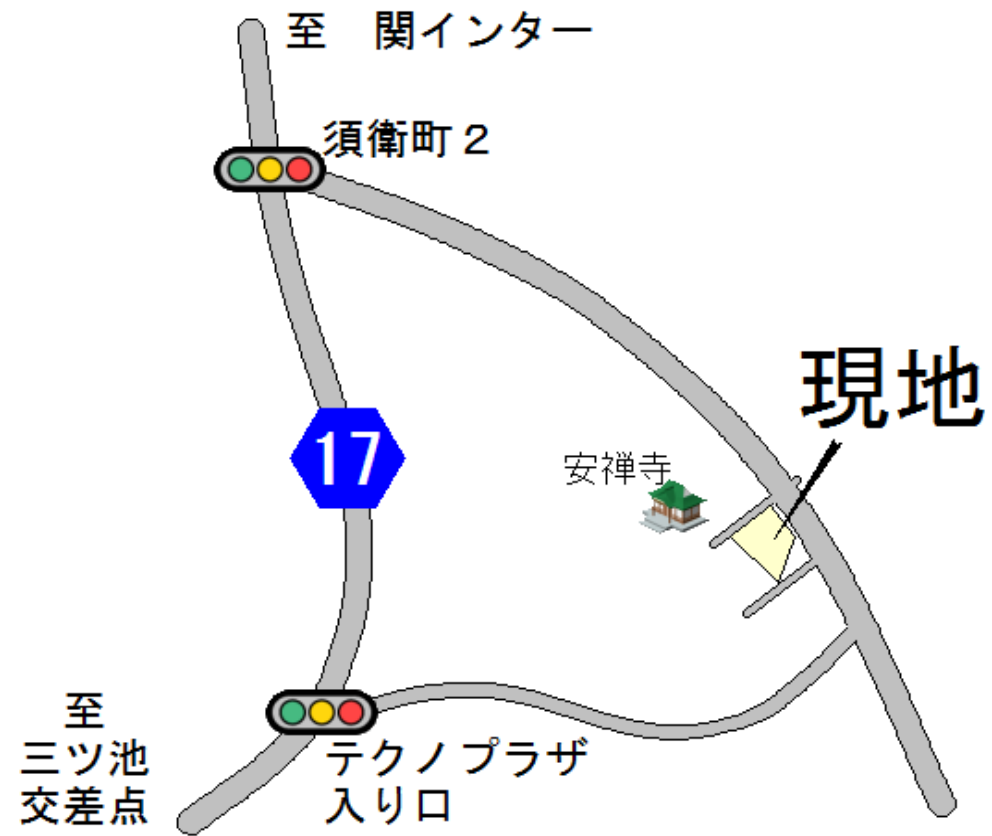 至　関インター
須衛町２
現地
安禅寺
17
至
三ツ池
交差点
テクノプラザ
入り口